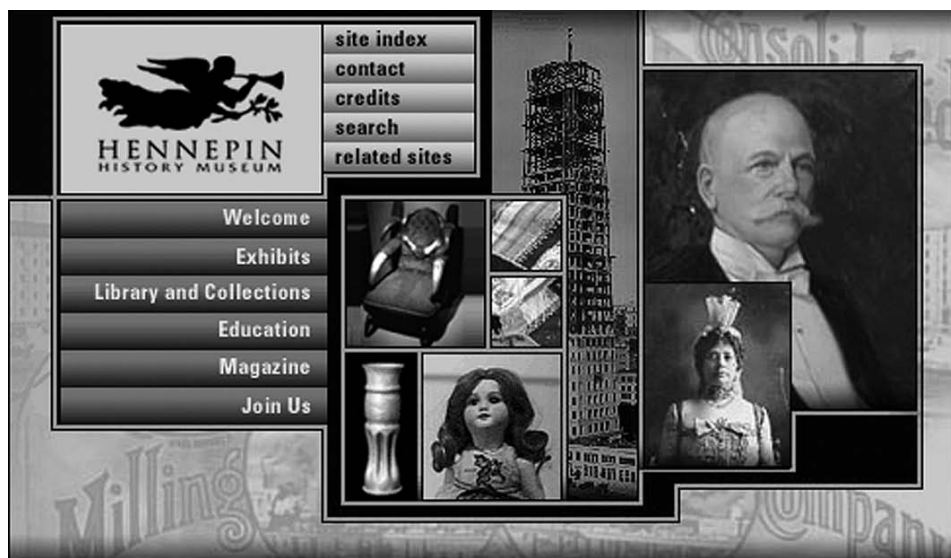 HENNEPIN
HISTORY MUSEUM
site index
contact
credits
search
related sites
Welcome
Exhibits
Library and Collections
Education
Magazine
Join Us
Consolid
Milling
Company